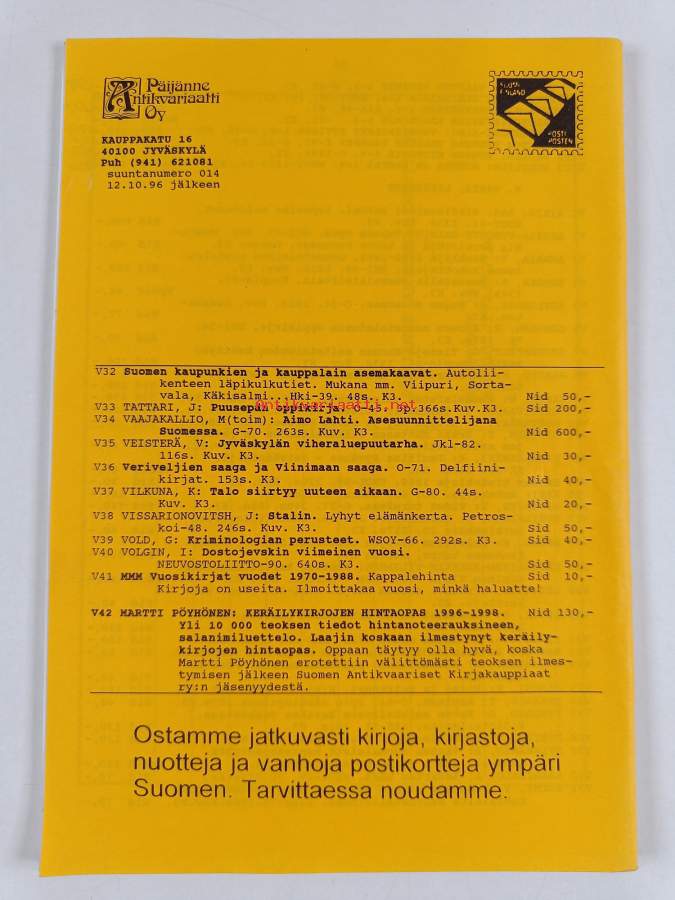 Päijänne
Antikvariaatti
Oy
SUOMI
FINLAND
POSTI
POSTEN
KAUPPAKATU 16
40100 JYVÄSKYLÄ
Puh (941) 621081
suuntanumero 014
12.10.96 jälkeen
V32 Suomen kaupunkien ja kauppalain asemakaavat. Autolii-
kenteen läpikulkutiet. Mukana mm. Viipuri, Sorta-
vala, Käkisalmi...Hki-39. 48s. K3. Nid 50,-
Antikvariaatti.net
V33 TATTARI, J: Puusepän oppikirja. O-45. 3p.366s.Kuv.K3. Sid 200,-
V34 VAAJAKALLIO, M(toim): Aimo Lahti. Asesuunnittelijana
Suomessa. G-70. 263s. Kuv. K3. Nid 600,-
V35 VEISTERÄ, V: Jyväskylän viheraluepuutarha. Jkl-82.
116s. Kuv. K3. Nid 30,-
V36 Veriveljien saaga ja Viinimaan saaga. O-71. Delfiini-
kirjat. 153s. K3. Nid 40,-
V37 VILKUNA, K: Talo siirtyy uuteen aikaan. G-80. 44s.
Kuv. K3. Nid 20,-
V38 VISSARIONOVITSH, J: Stalin. Lyhyt elämänkerta. Petros-
koi-48. 246s. Kuv. K3. Sid 50,-
V39 VOLD, G: Kriminologian perusteet. WSOY-66. 292s. K3. Sid 40,-
V40 VOLGIN, I: Dostojevskin viimeinen vuosi.
NEUVOSTOLIITTO-90. 640s. K3. Sid 50,-
V41 MMM Vuosikirjat vuodet 1970-1988. Kappalehinta Sid 10,-
Kirjoja on useita. Ilmoittakaa vuosi, minkä haluatte!
V42 MARTTI PÖYHÖNEN: KERÄILYKIRJOJEN HINTAOPAS 1996-1998. Nid 130,-
Yli 10 000 teoksen tiedot hintanoteerauksineen,
salanimiluettelo. Laajin koskaan ilmestynyt keräily-
kirjojen hintaopas. Oppaan täytyy olla hyvä, koska
Martti Pöyhönen erotettiin välittömästi teoksen ilmes-
tymisen jälkeen Suomen Antikvaariset Kirjakauppiaat
ry:n jäsenyydestä.
Ostamme jatkuvasti kirjoja, kirjastoja,
nuotteja ja vanhoja postikortteja ympäri
Suomen. Tarvittaessa noudamme.